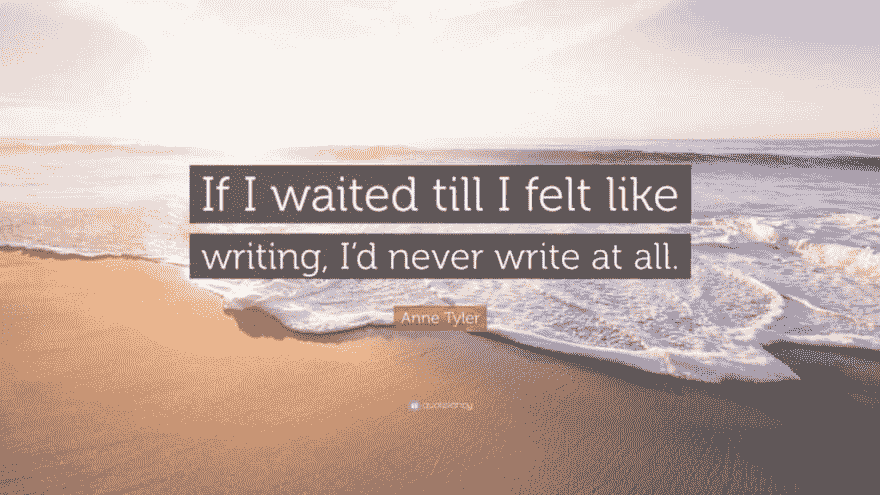 If I waited till I felt like
writing, I’d never write at all.
Anne Tyler
quotefancy